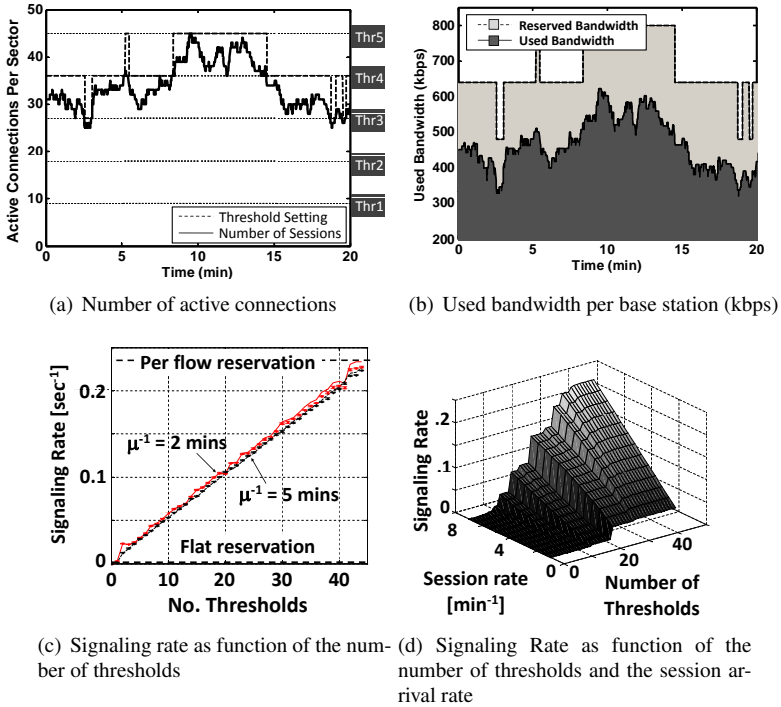 50
40
30
20
10
0
Active Connections Per Sector
Thr5
Thr4
Thr3
Thr2
Thr1
Threshold Setting
Number of Sessions
0 5 10 15 20
Time (min)
(a) Number of active connections
800
700
600
500
400
300
200
Used Bandwidth (kbps)
Reserved Bandwidth
Used Bandwidth
0 5 10 15 20
Time (min)
(b) Used bandwidth per base station (kbps)
Signaling Rate [sec-1]
0.2
0.1
0
Per flow reservation
μ-1 = 2 mins
μ-1 = 5 mins
Flat reservation
0 10 20 30 40
No. Thresholds
(c) Signaling rate as function of the num-
ber of thresholds
Signaling Rate
.2
.1
0
8 4 0
Session rate
[min-1]
0 20 40
Number of
Thresholds
(d) Signaling Rate as function of the
number of thresholds and the session ar-
rival rate